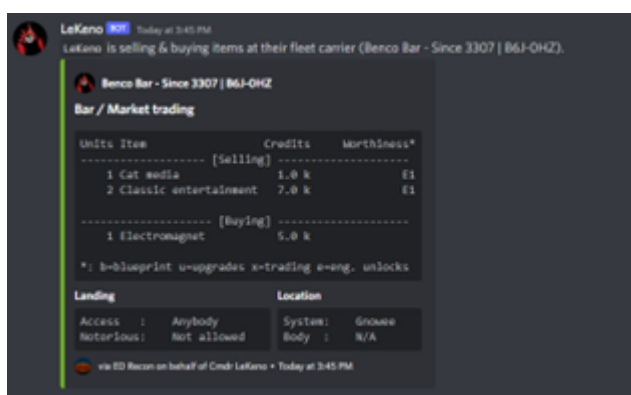 LeKeno BOT Today at 3:45 PM
LeKeno is selling & buying items at their fleet carrier (Benco Bar - Since 3307 | B6J-0HZ).
Benco Bar - Since 3307 | B6J-0HZ
Bar / Market trading
Units Item Credits Worthiness*
------------------- [Selling] --------------------
1 Cat media 1.0 k E1
2 Classic entertainment 7.0 k E1
-------------------- [Buying] --------------------
1 Electromagnet 5.0 k
*: b=blueprint u=upgrades x=trading e=eng. unlocks
Landing Location
Access : Anybody System: Gnowee
Notorious: Not allowed Body : N/A
via ED Recon on behalf of Cmdr LeKeno • Today at 3:45 PM